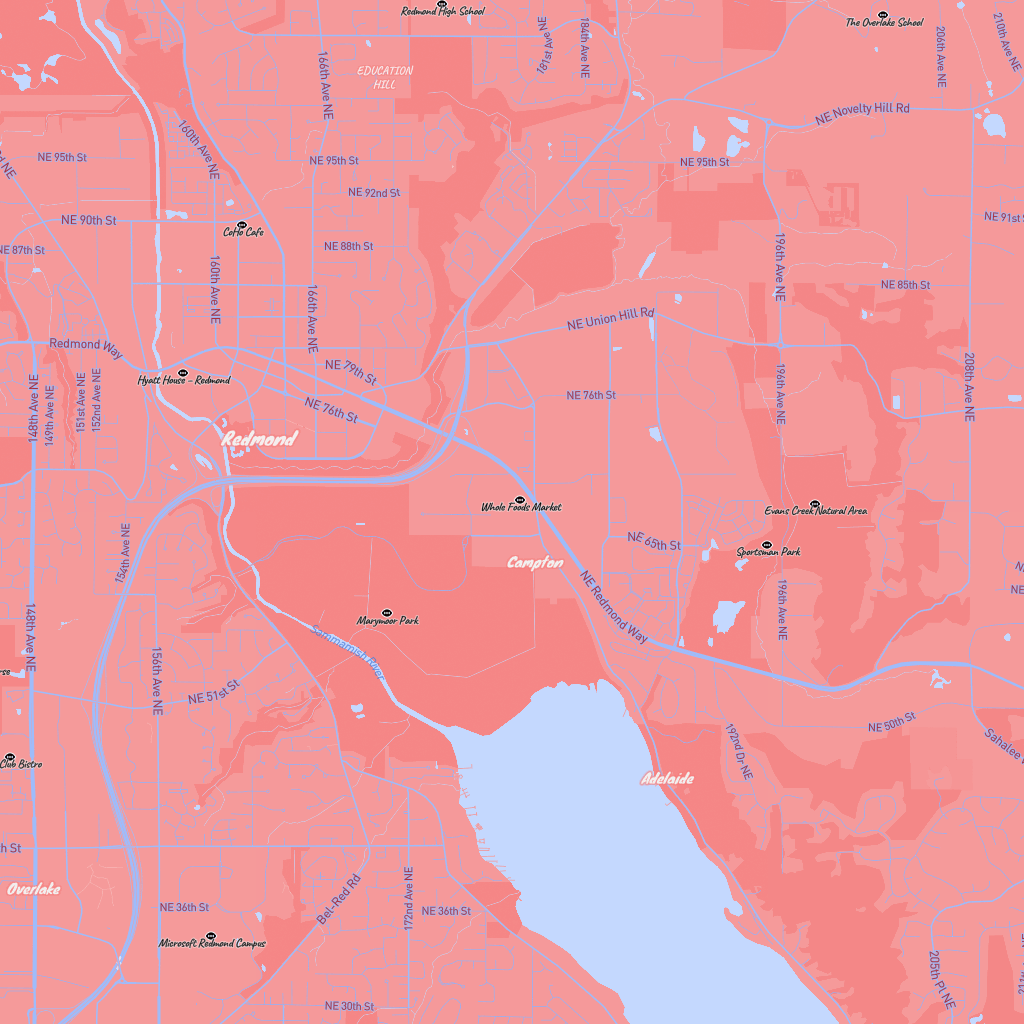 Redmond High School
The Overlake School
181st Ave NE
184th Ave NE
206th Ave NE
210th Ave NE
EDUCATION
HILL
166th Ave NE
NE Novelty Hill Rd
160th Ave NE
NE 95th St
NE 95th St
NE 95th St
NE 92nd St
NE 90th St
CoHo Cafe
NE 91st S
NE 87th St
NE 88th St
160th Ave NE
166th Ave NE
196th Ave NE
NE 85th St
NE Union Hill Rd
Redmond Way
NE 79th St
Hyatt House - Redmond
148th Ave NE
149th Ave NE
151st Ave NE
152nd Ave NE
NE 76th St
NE 76th St
196th Ave NE
208th Ave NE
Redmond
Whole Foods Market
Evans Creek Natural Area
154th Ave NE
NE 65th St
Sportsman Park
Campton
148th Ave NE
Marymoor Park
Sammamish River
NE Redmond Way
196th Ave NE
156th Ave NE
NE 51st St
192nd Dr NE
NE 50th St
Sahalee
Club Bistro
Adelaide
h St
Overlake
NE 36th St
Bel-Red Rd
172nd Ave NE
NE 36th St
Microsoft Redmond Campus
205th Pl NE
NE 30th St